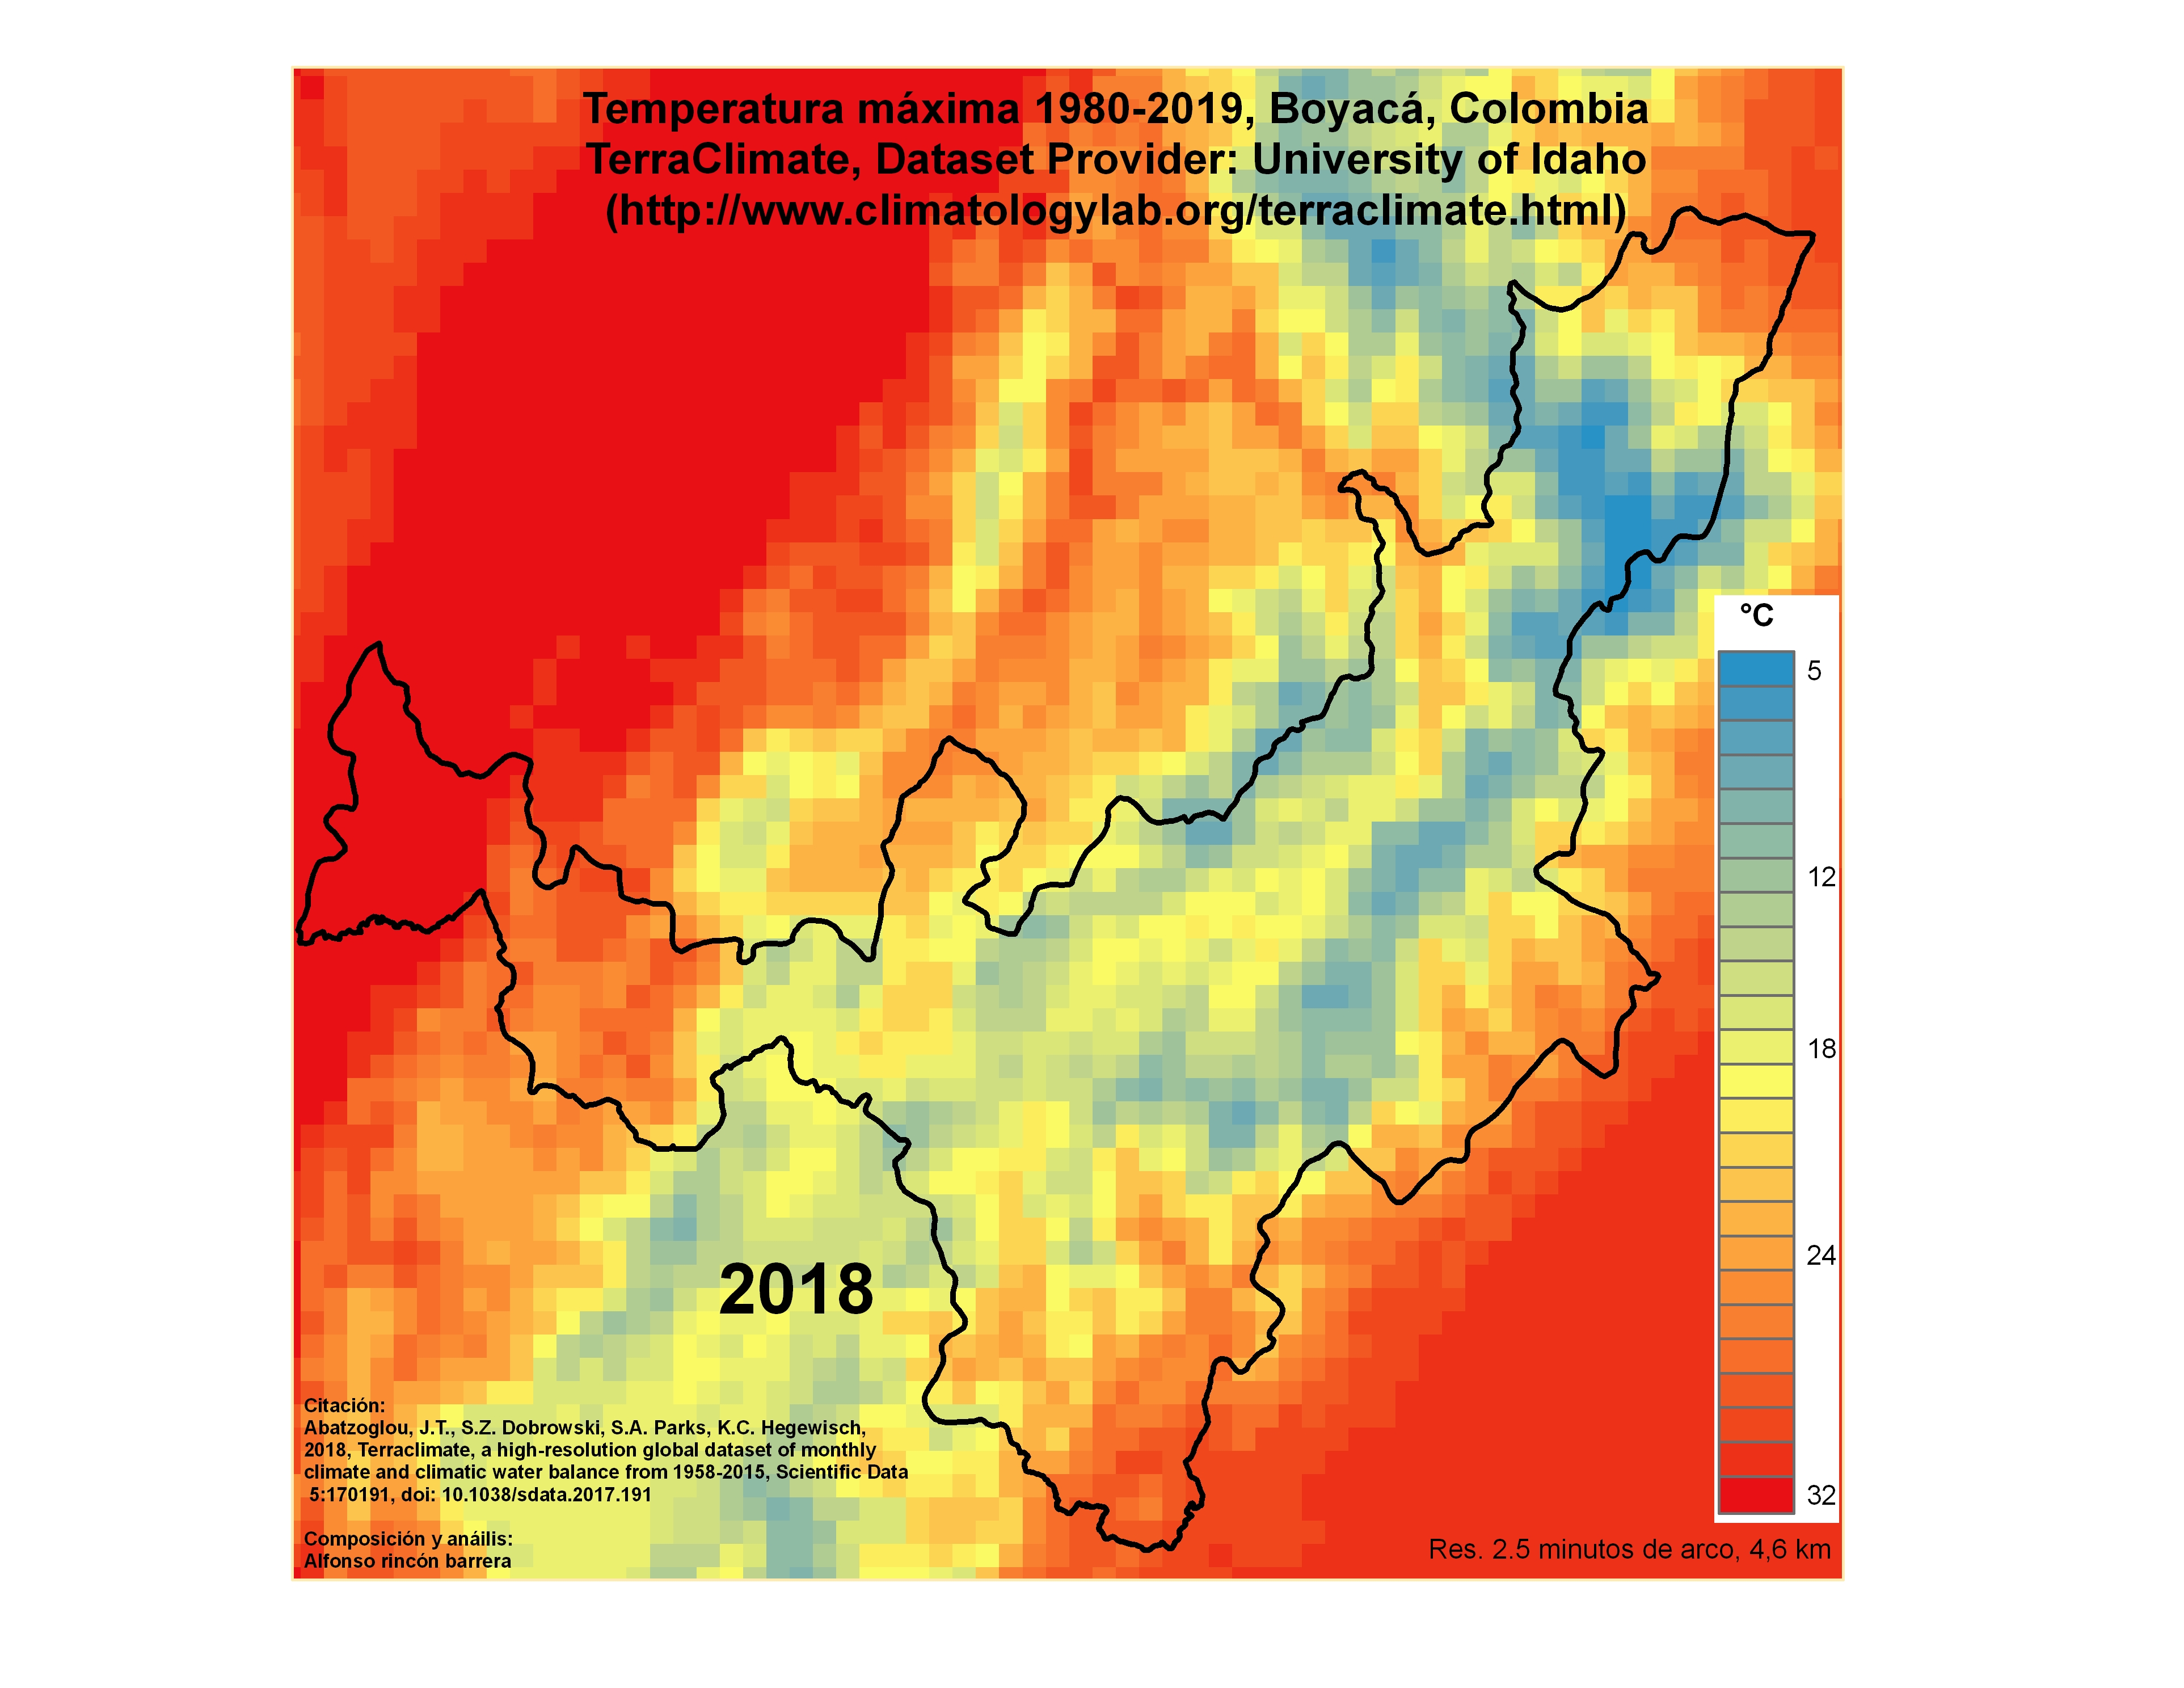 Temperatura máxima 1980-2019, Boyacá, Colombia
TerraClimate, Dataset Provider: University of Idaho
(http://www.climatologylab.org/terraclimate.html)
ºC
5
12
18
24
32
2018
Citación:
Abatzoglou, J.T., S.Z. Dobrowski, S.A. Parks, K.C. Hegewisch,
2018, Terraclimate, a high-resolution global dataset of monthly
climate and climatic water balance from 1958-2015, Scientific Data
5:170191, doi: 10.1038/sdata.2017.191
Composición y anáilis:
Alfonso rincón barrera
Res. 2.5 minutos de arco, 4,6 km